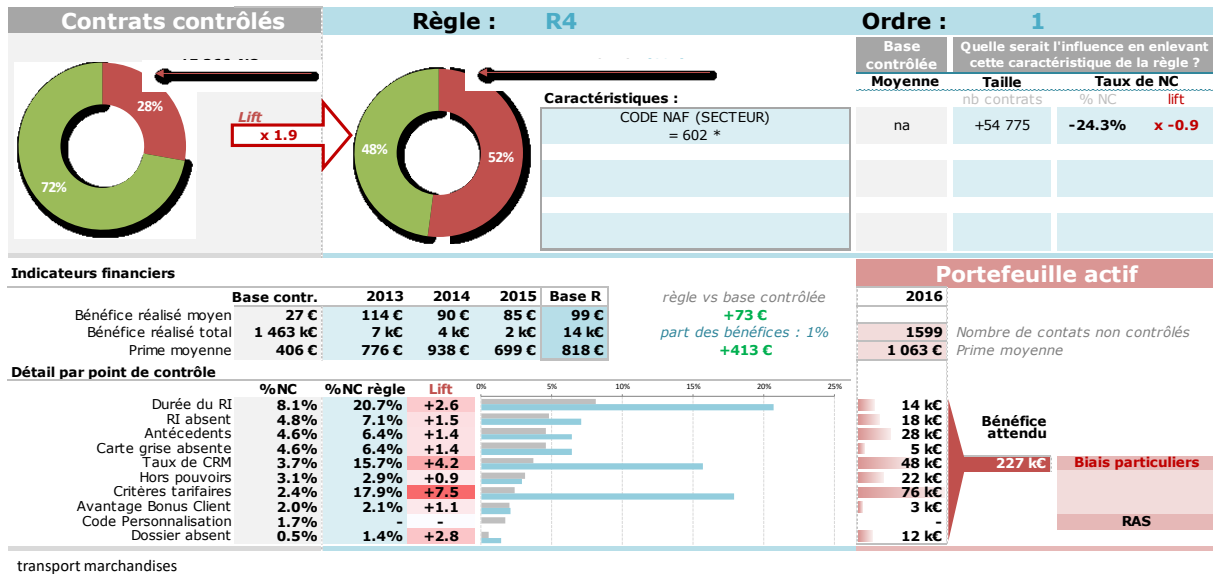 Contrats contrôlés
Règle : R4
Ordre : 1
28%
72%
Lift
x 1.9
48%
52%
Caractéristiques :
CODE NAF (SECTEUR)
= 602 *
Base contrôlée
Quelle serait l'influence en enlevant cette caractéristique de la règle ?
Moyenne Taille Taux de NC
nb contrats % NC lift
na +54 775 -24.3% x -0.9
Indicateurs financiers
Base contr. 2013 2014 2015 Base R
Bénéfice réalisé moyen 27 € 114 € 90 € 85 € 99 €
Bénéfice réalisé total 1 463 k€ 7 k€ 4 k€ 2 k€ 14 k€
Prime moyenne 406 € 776 € 938 € 699 € 818 €
règle vs base contrôlée
+73 €
part des bénéfices : 1%
+413 €
Portefeuille actif
2016
1599 Nombre de contats non contrôlés
1 063 € Prime moyenne
Détail par point de contrôle
%NC %NC règle Lift 0% 5% 10% 15% 20% 25%
Durée du RI 8.1% 20.7% +2.6 14 k€
RI absent 4.8% 7.1% +1.5 18 k€
Antécedents 4.6% 6.4% +1.4 28 k€
Carte grise absente 4.6% 6.4% +1.4 5 k€
Taux de CRM 3.7% 15.7% +4.2 48 k€
Hors pouvoirs 3.1% 2.9% +0.9 22 k€
Critères tarifaires 2.4% 17.9% +7.5 76 k€
Avantage Bonus Client 2.0% 2.1% +1.1 3 k€
Code Personnalisation 1.7% - - -
Dossier absent 0.5% 1.4% +2.8 12 k€
Bénéfice attendu
227 k€
Biais particuliers
RAS
transport marchandises